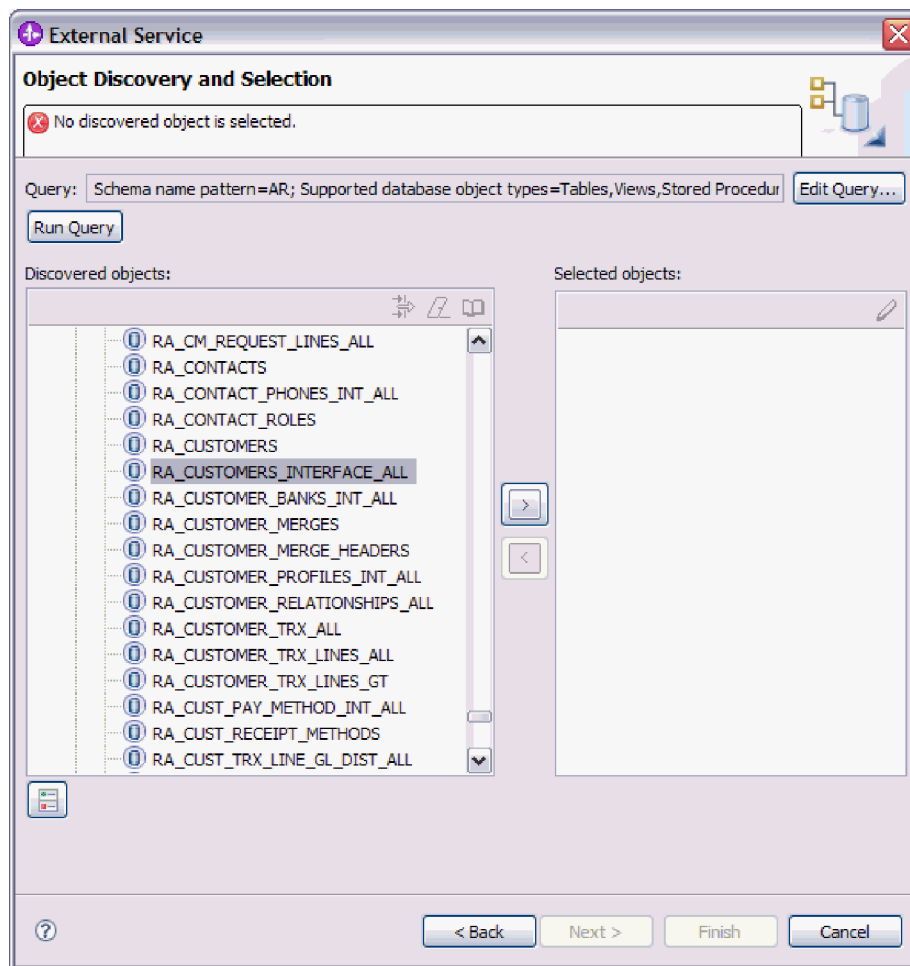 External Service
Object Discovery and Selection
No discovered object is selected.
Query: Schema name pattern=AR; Supported database object types=Tables,Views,Stored Procedur Edit Query...
Run Query
Discovered objects: Selected objects:
RA_CM_REQUEST_LINES_ALL
RA_CONTACTS
RA_CONTACT_PHONES_INT_ALL
RA_CONTACT_ROLES
RA_CUSTOMERS
RA_CUSTOMERS_INTERFACE_ALL
RA_CUSTOMER_BANKS_INT_ALL
RA_CUSTOMER_MERGES
RA_CUSTOMER_MERGE_HEADERS
RA_CUSTOMER_PROFILES_INT_ALL
RA_CUSTOMER_RELATIONSHIPS_ALL
RA_CUSTOMER_TRX_ALL
RA_CUSTOMER_TRX_LINES_ALL
RA_CUSTOMER_TRX_LINES_GT
RA_CUST_PAY_METHOD_INT_ALL
RA_CUST_RECEIPT_METHODS
RA_CUST_TRX_LINE_GL_DIST_ALL
< Back Next > Finish Cancel